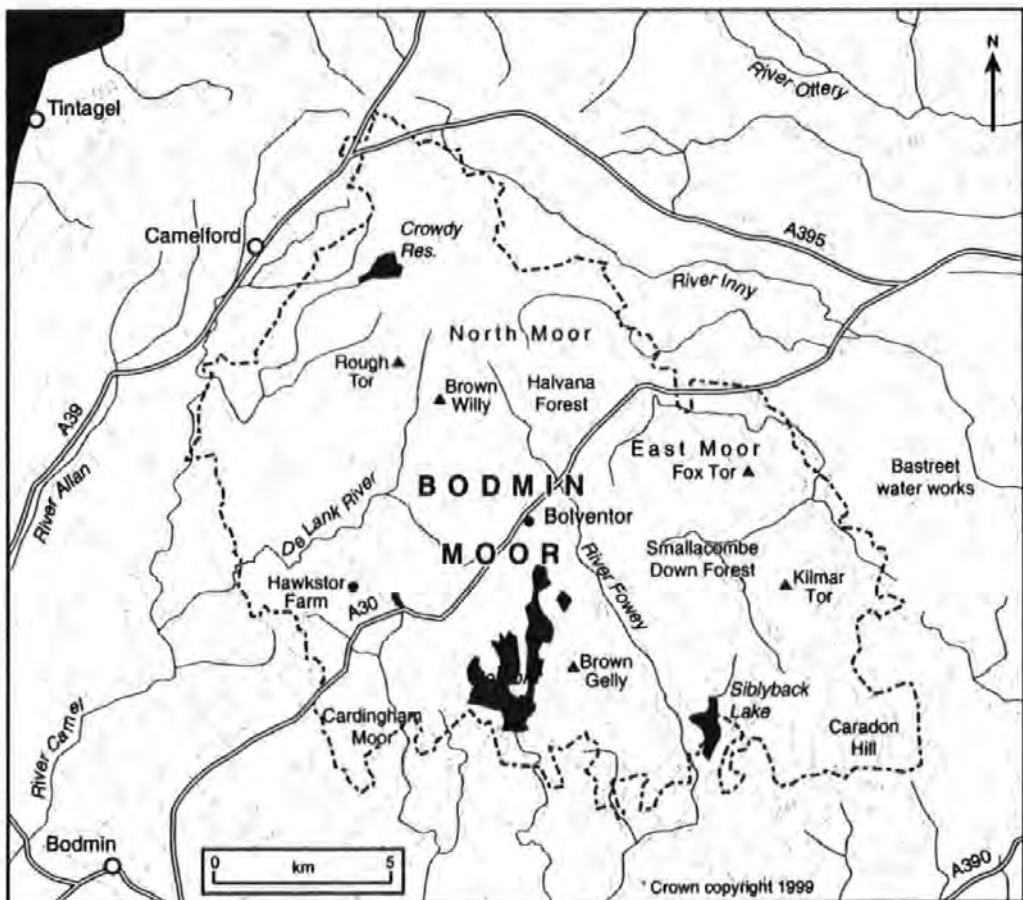 N
River Ottery
Tintagel
Camelford
Crowdy
Res.
A395
River Inny
North Moor
Rough
Tor
Brown
Willy
Halvana
Forest
A39
River Allan
East Moor
Fox Tor
Bastreet
water works
BODMIN
Bolventor
De Lank River
MOOR
Smallacombe
Down Forest
Kilmar
Tor
Hawkstor
Farm
A30
River Fowey
Brown
Gelly
Siblyback
Lake
Cardingham
Moor
Caradon
Hill
River Camel
Bodmin
0 5
km
Crown copyright 1999
A390